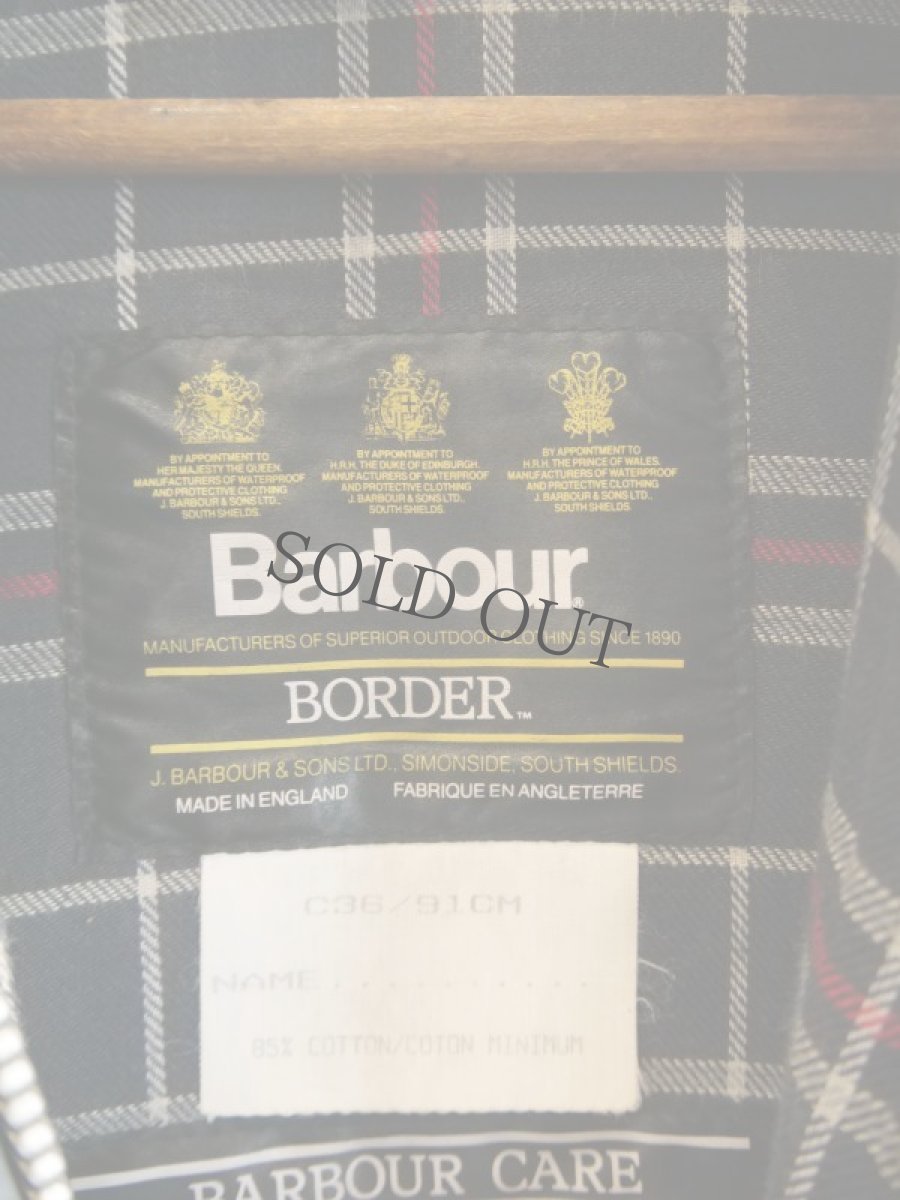 BY APPOINTMENT TO
HER MAJESTY THE QUEEN.
MANUFACTURERS OF WATERPROOF
AND PROTECTIVE CLOTHING
J. BARBOUR & SONS LTD.,
SOUTH SHIELDS.
BY APPOINTMENT TO
H.R.H. THE DUKE OF EDINBURGH.
MANUFACTURERS OF WATERPROOF
AND PROTECTIVE CLOTHING
J. BARBOUR & SONS LTD.,
SOUTH SHIELDS.
BY APPOINTMENT TO
H.R.H. THE PRINCE OF WALES.
MANUFACTURERS OF WATERPROOF
AND PROTECTIVE CLOTHING
J. BARBOUR & SONS LTD.,
SOUTH SHIELDS.
Barbour®
SOLD OUT
MANUFACTURERS OF SUPERIOR OUTDOOR CLOTHING SINCE 1890
BORDER™
J. BARBOUR & SONS LTD., SIMONSIDE, SOUTH SHIELDS.
MADE IN ENGLAND FABRIQUE EN ANGLETERRE
C36/91CM
NAME...........
85% COTTON/COTON MINIMUM
BARBOUR CARE